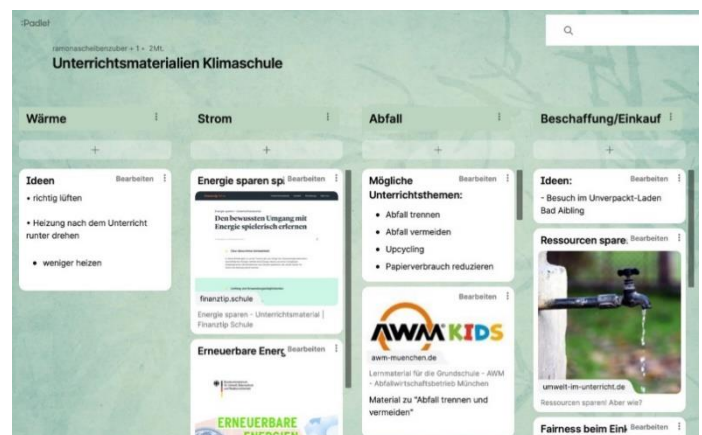 :Padlet
ramonascheibenzuber + 1 • 2Mt.
Unterrichtsmaterialien Klimaschule
Wärme
Ideen
Bearbeiten
• richtig lüften
• Heizung nach dem Unterricht
runter drehen
• weniger heizen
Strom
Energie sparen spi
Bearbeiten
Den bewussten Umgang mit
Energie spielerisch erlernen
finanztip.schule
Energie sparen - Unterrichtsmaterial |
Finanztip Schule
Erneuerbare Energ
Bearbeiten
ERNEUERBARE
ENERGIEN
Abfall
Mögliche
Bearbeiten
Unterrichtsthemen:
• Abfall trennen
• Abfall vermeiden
• Upcycling
• Papierverbrauch reduzieren
Bearbeiten
AWM KIDS
awm-muenchen.de
Lernmaterial für die Grundschule - AWM
- Abfallwirtschaftsbetrieb München
Material zu "Abfall trennen und
vermeiden"
Beschaffung/Einkauf
Ideen:
Bearbeiten
- Besuch im Unverpackt-Laden
Bad Aibling
Ressourcen spare
Bearbeiten
umwelt-im-unterricht.de
Ressourcen sparen! Aber wie?
Fairness beim Eink
Bearbeiten